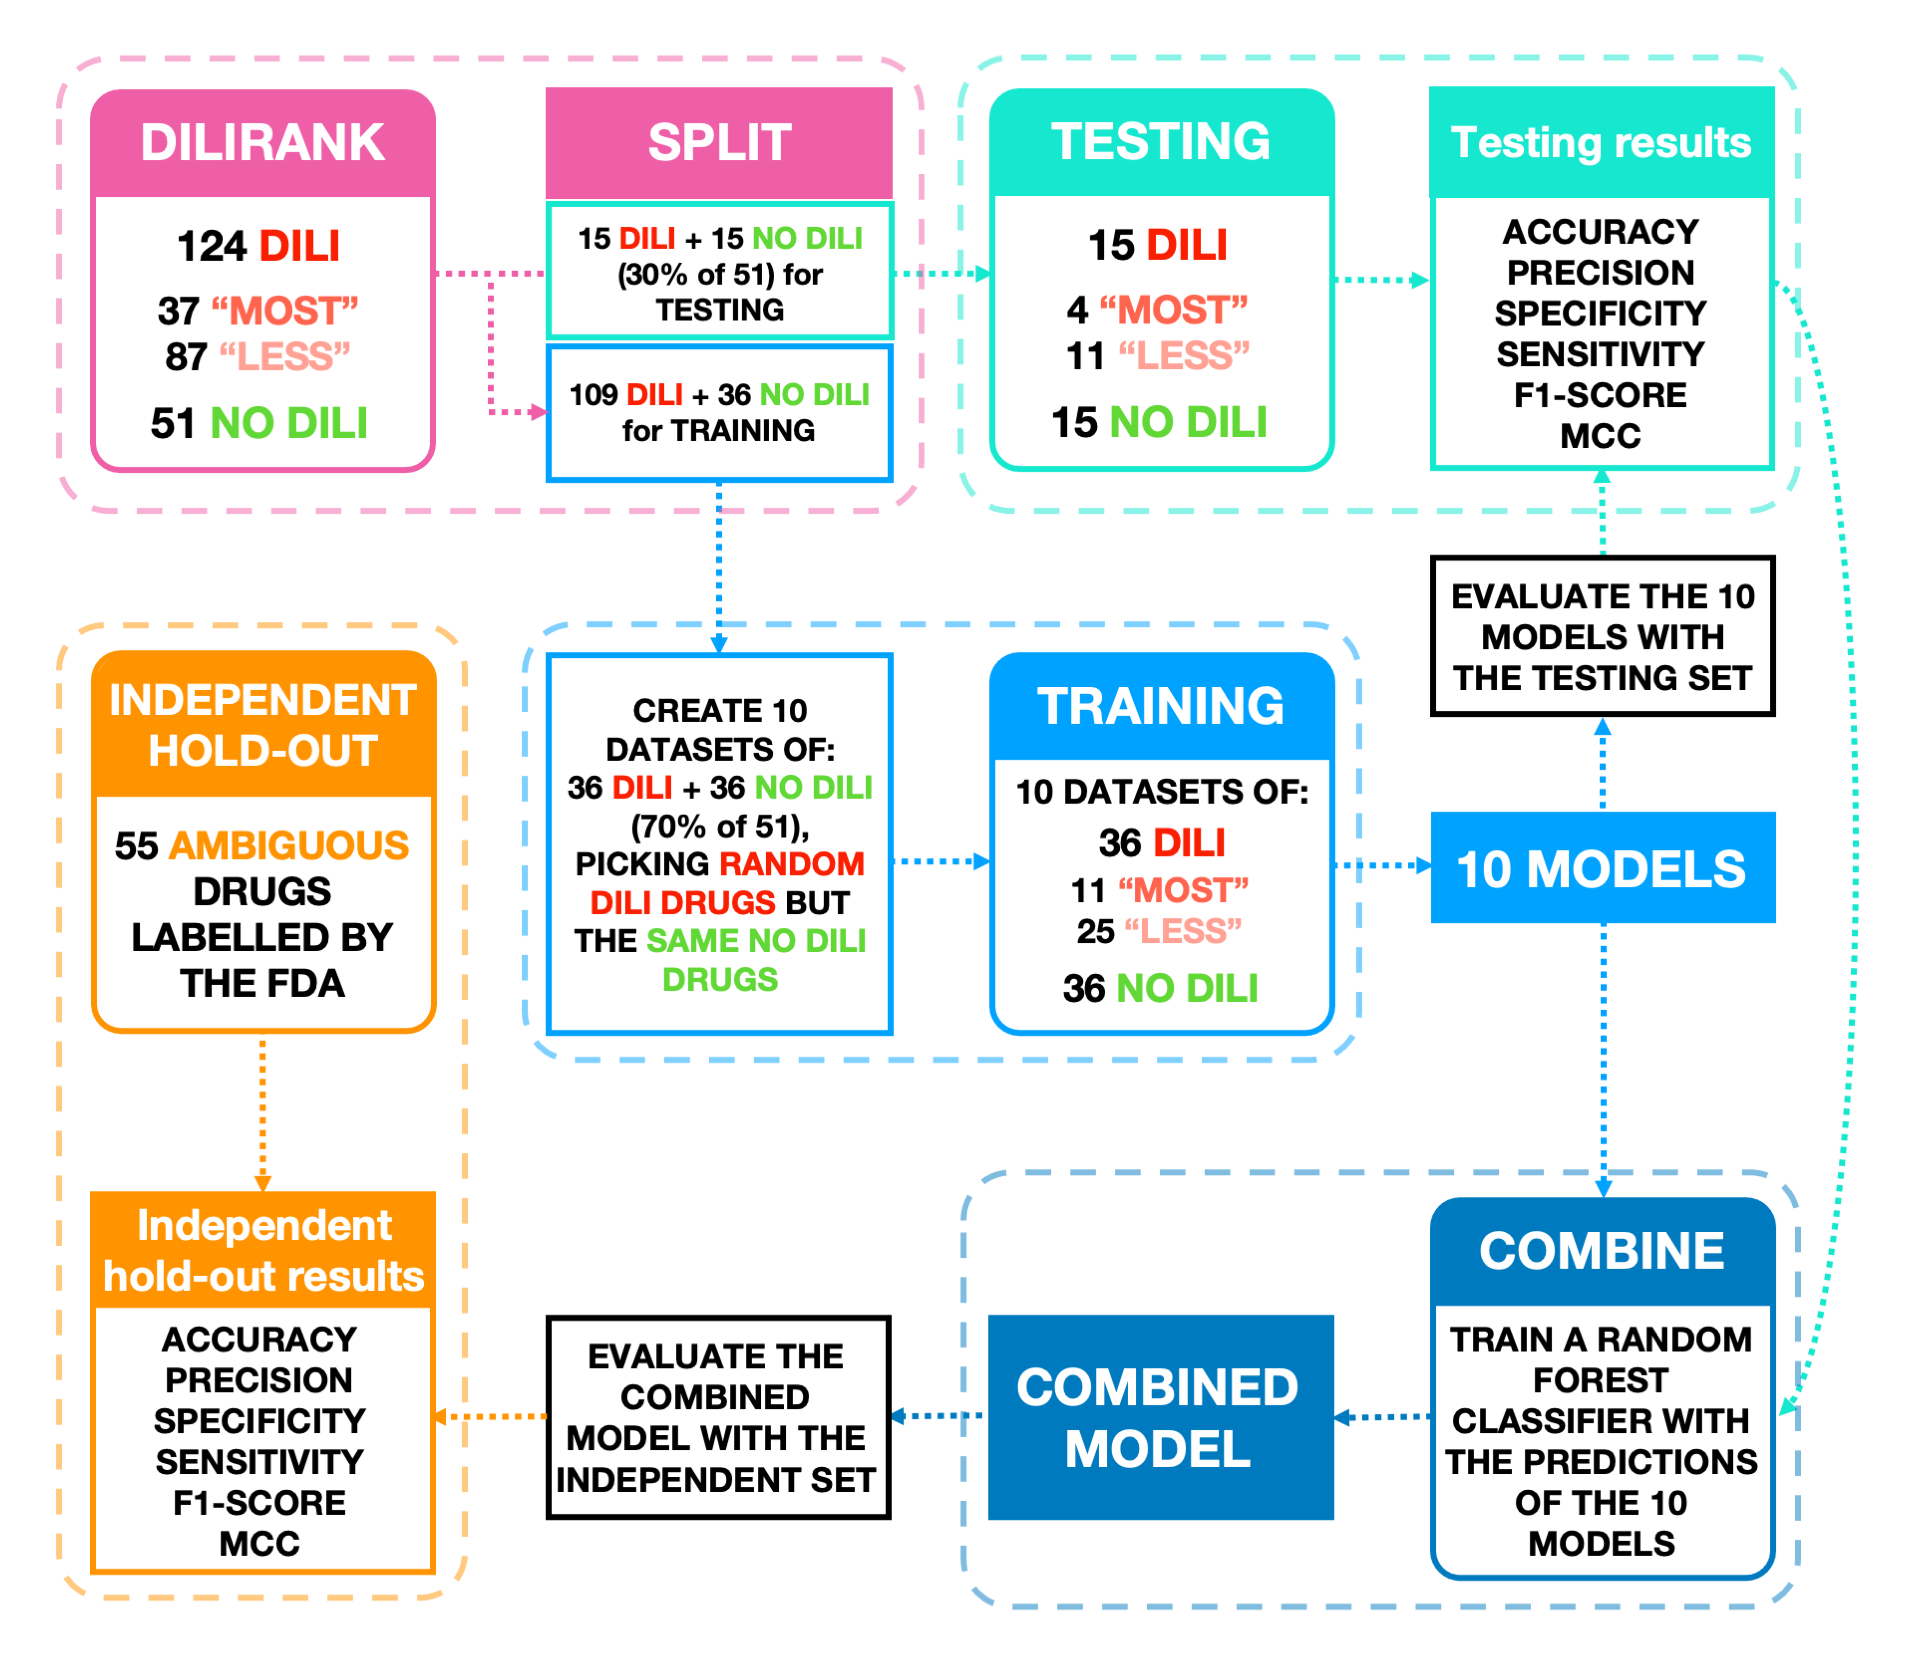 DILIRANK
124 DILI
37 “MOST”
87 “LESS”
51 NO DILI
SPLIT
15 DILI + 15 NO DILI
(30% of 51) for
TESTING
109 DILI + 36 NO DILI
for TRAINING
TESTING
15 DILI
4 “MOST”
11 “LESS”
15 NO DILI
Testing results
ACCURACY
PRECISION
SPECIFICITY
SENSITIVITY
F1-SCORE
MCC
EVALUATE THE 10
MODELS WITH
THE TESTING SET
INDEPENDENT
HOLD-OUT
55 AMBIGUOUS
DRUGS
LABELLED BY
THE FDA
CREATE 10
DATASETS OF:
36 DILI + 36 NO DILI
(70% of 51),
PICKING RANDOM
DILI DRUGS BUT
THE SAME NO DILI
DRUGS
TRAINING
10 DATASETS OF:
36 DILI
11 “MOST”
25 “LESS”
36 NO DILI
10 MODELS
Independent
hold-out results
ACCURACY
PRECISION
SPECIFICITY
SENSITIVITY
F1-SCORE
MCC
EVALUATE THE
COMBINED
MODEL WITH THE
INDEPENDENT SET
COMBINED
MODEL
COMBINE
TRAIN A RANDOM
FOREST
CLASSIFIER WITH
THE PREDICTIONS
OF THE 10
MODELS